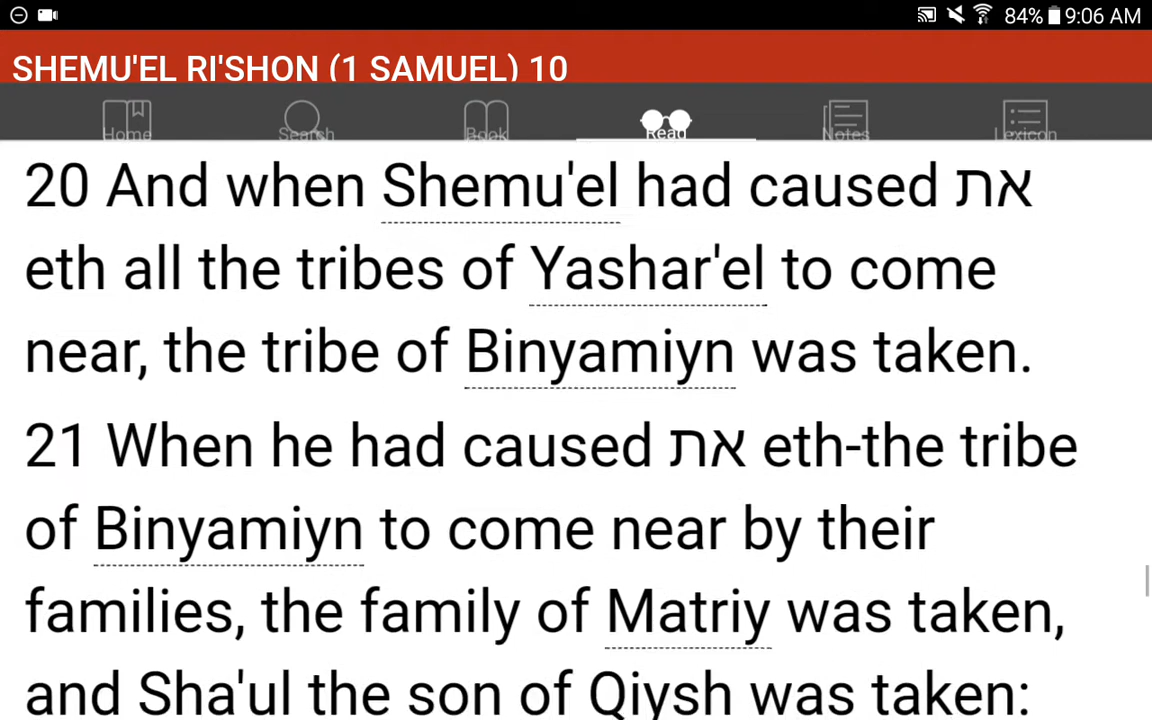 84% 9:06 AM
SHEMU'EL RI'SHON (1 SAMUEL) 10
Home Search Book Read Notes Lexicon
20 And when Shemu'el had caused את
eth all the tribes of Yashar'el to come
near, the tribe of Binyamiyn was taken.
21 When he had caused את eth-the tribe
of Binyamiyn to come near by their
families, the family of Matriy was taken,
and Sha'ul the son of Qiysh was taken: